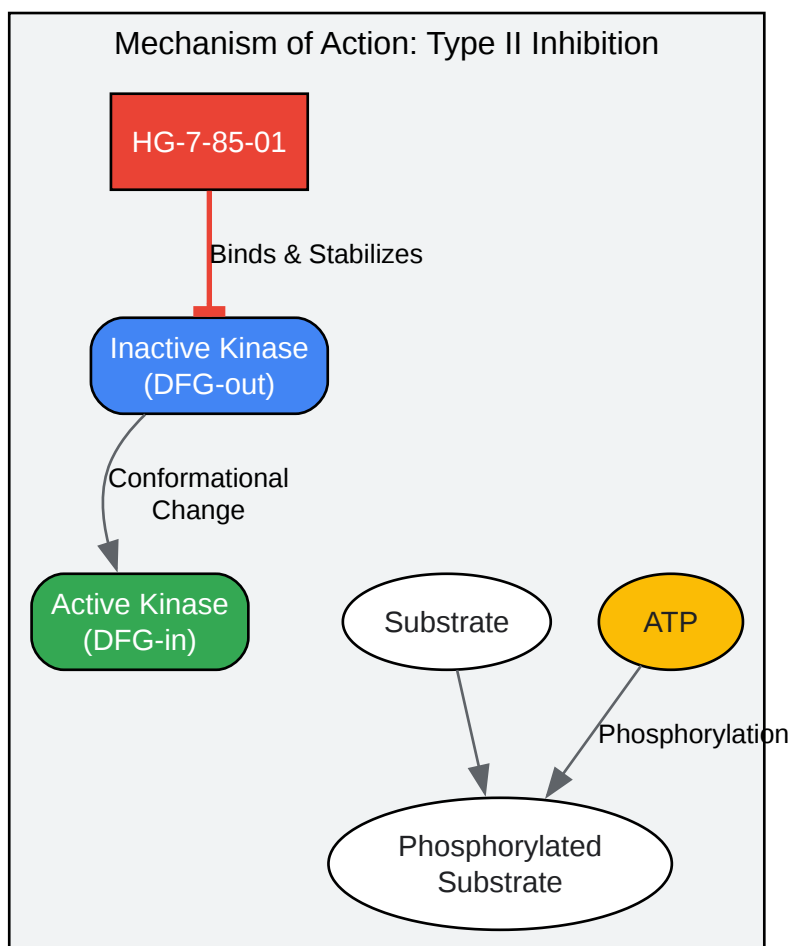 Mechanism of Action: Type II Inhibition
HG-7-85-01
Binds & Stabilizes
Inactive Kinase
(DFG-out)
Conformational
Change
Active Kinase
(DFG-in)
Substrate
ATP
Phosphorylation
Phosphorylated
Substrate